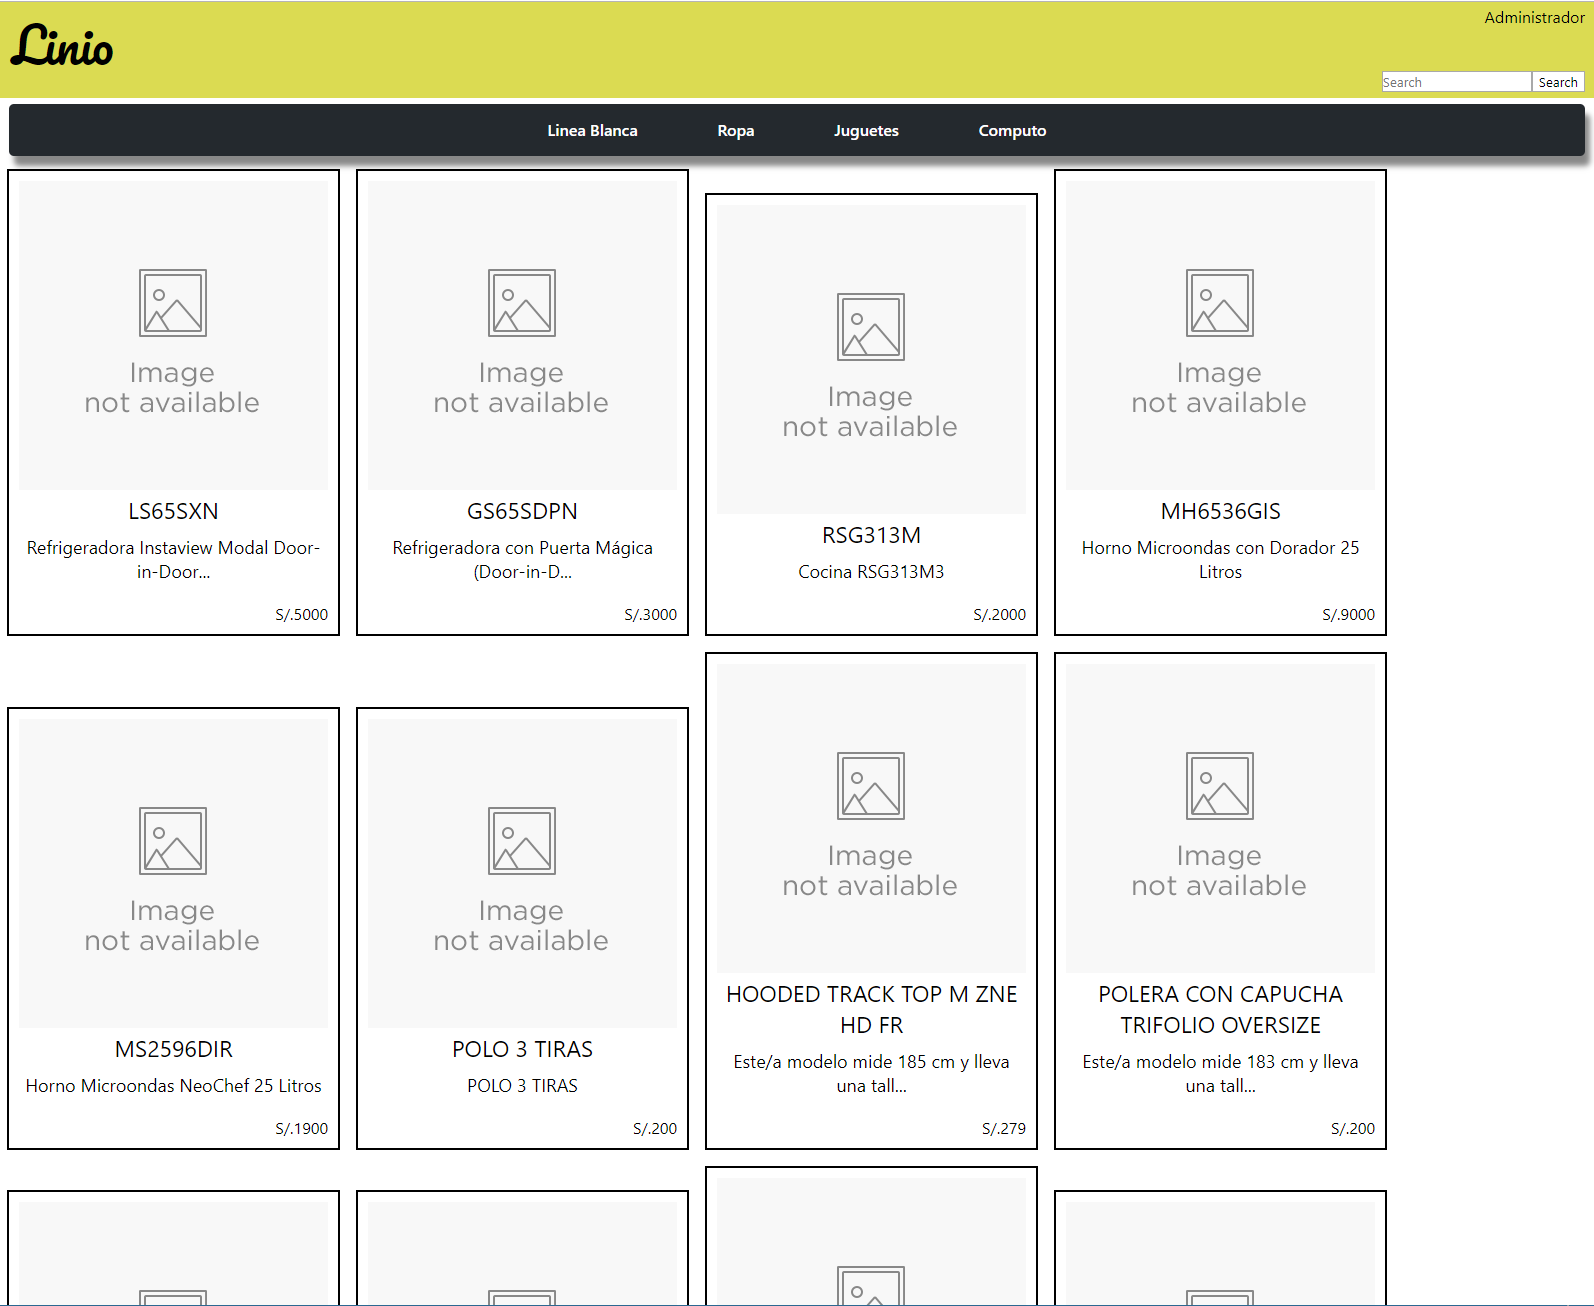 Administrador
Linio
Search Search
Linea Blanca Ropa Juguetes Computo
Image
not available
LS65SXN
Refrigeradora Instaview Modal Door-
in-Door...
S/.5000
Image
not available
GS65SDPN
Refrigeradora con Puerta Mágica
(Door-in-D...
S/.3000
Image
not available
RSG313M
Cocina RSG313M3
S/.2000
Image
not available
MH6536GIS
Horno Microondas con Dorador 25
Litros
S/.9000
Image
not available
MS2596DIR
Horno Microondas NeoChef 25 Litros
S/.1900
Image
not available
POLO 3 TIRAS
POLO 3 TIRAS
S/.200
Image
not available
HOODED TRACK TOP M ZNE
HD FR
Este/a modelo mide 185 cm y lleva
una tall...
S/.279
Image
not available
POLERA CON CAPUCHA
TRIFOLIO OVERSIZE
Este/a modelo mide 183 cm y lleva
una tall...
S/.200